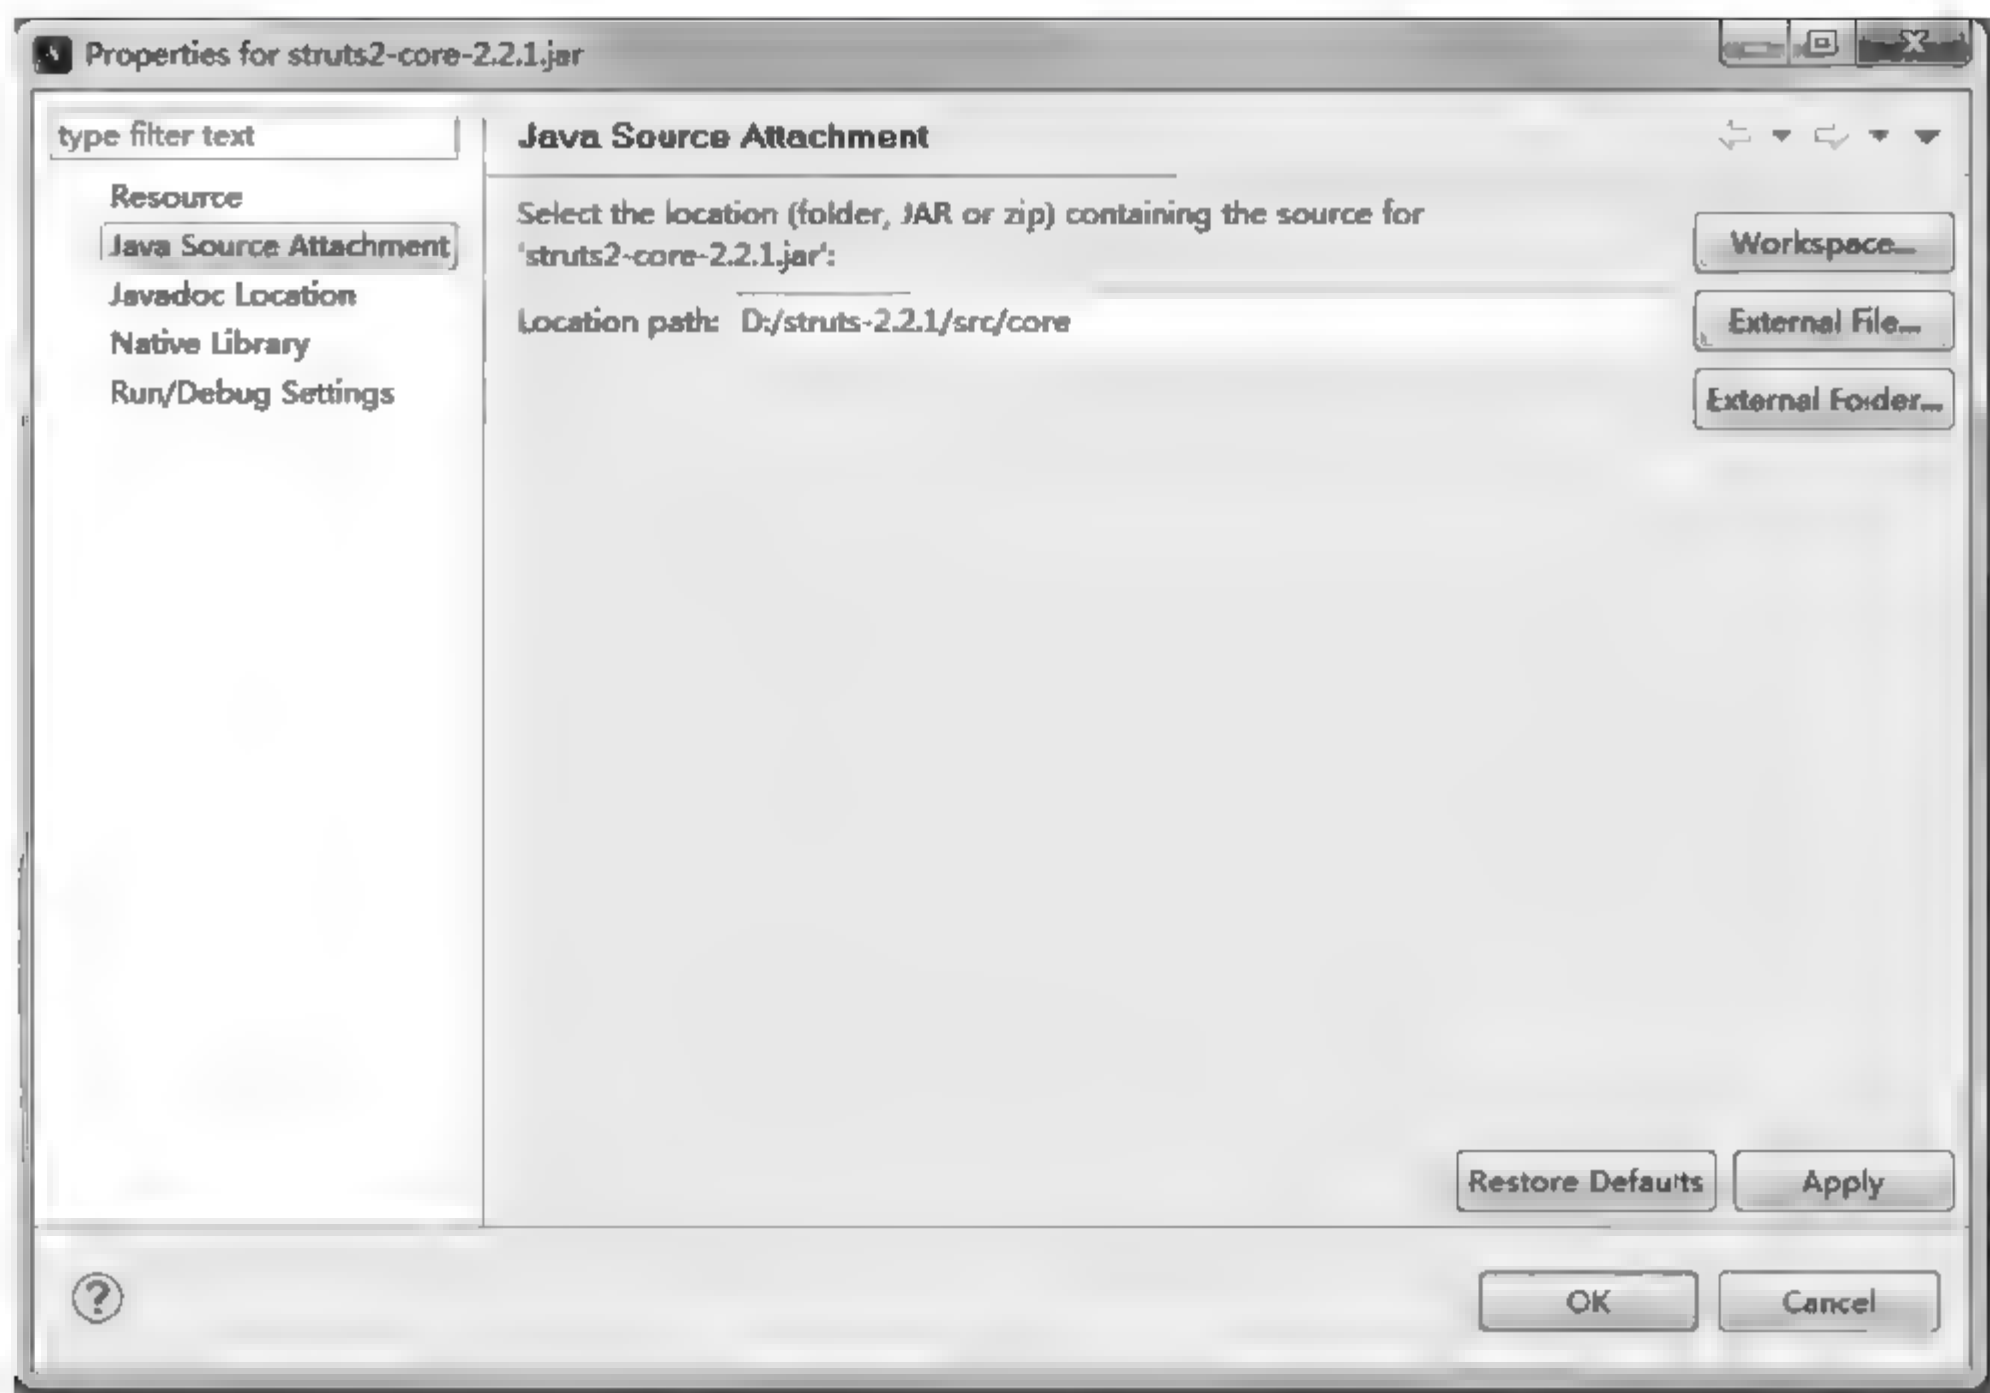 Properties for struts2-core-2.2.1.jar
type filter text
Resource
Java Source Attachment
Javadoc Location
Native Library
Run/Debug Settings
Java Source Attachment
Select the location (folder, JAR or zip) containing the source for
'struts2-core-2.2.1.jar':
Location path: D:/struts-2.2.1/src/core
Workspace...
External File...
External Folder...
Restore Defaults
Apply
OK
Cancel